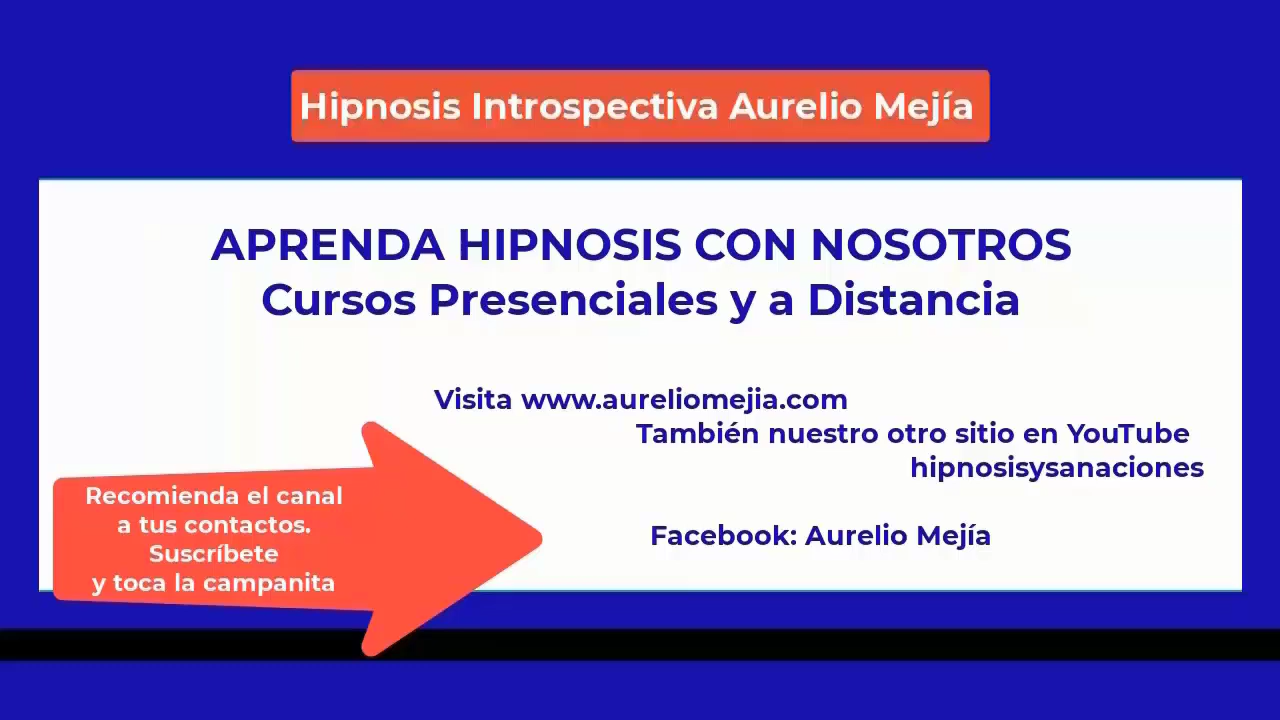 Hipnosis Introspectiva Aurelio Mejía
APRENDA HIPNOSIS CON NOSOTROS
Cursos Presenciales y a Distancia
Visita www.aureliomejia.com
También nuestro otro sitio en YouTube
hipnosisysanaciones
Facebook: Aurelio Mejía
Recomienda el canal
a tus contactos.
Suscríbete
y toca la campanita